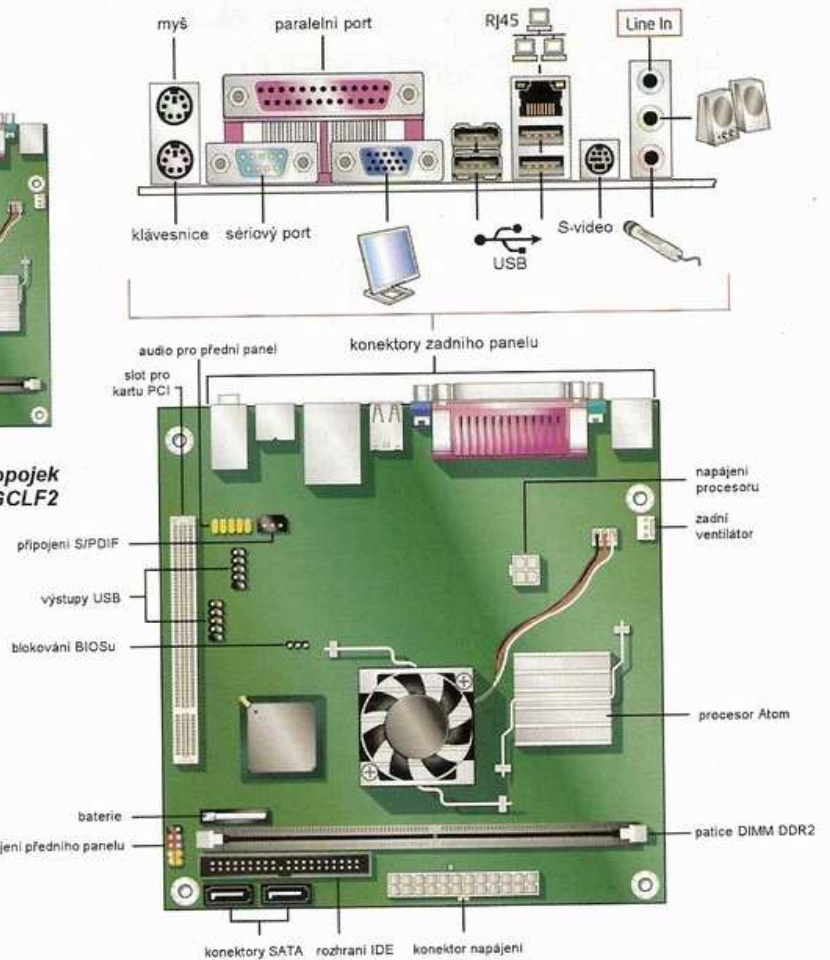 myš
paralelní port
RJ45
Line In
klávesnice
sériový port
USB
S-video
konektory zadního panelu
audio pro přední panel
slot pro
kartu PCI
napájení
procesoru
zadní
ventilátor
připojení S/PDIF
výstupy USB
blokování BIOSu
procesor Atom
baterie
patice DIMM DDR2
předního panelu
konektory SATA
rozhraní IDE
konektor napájení